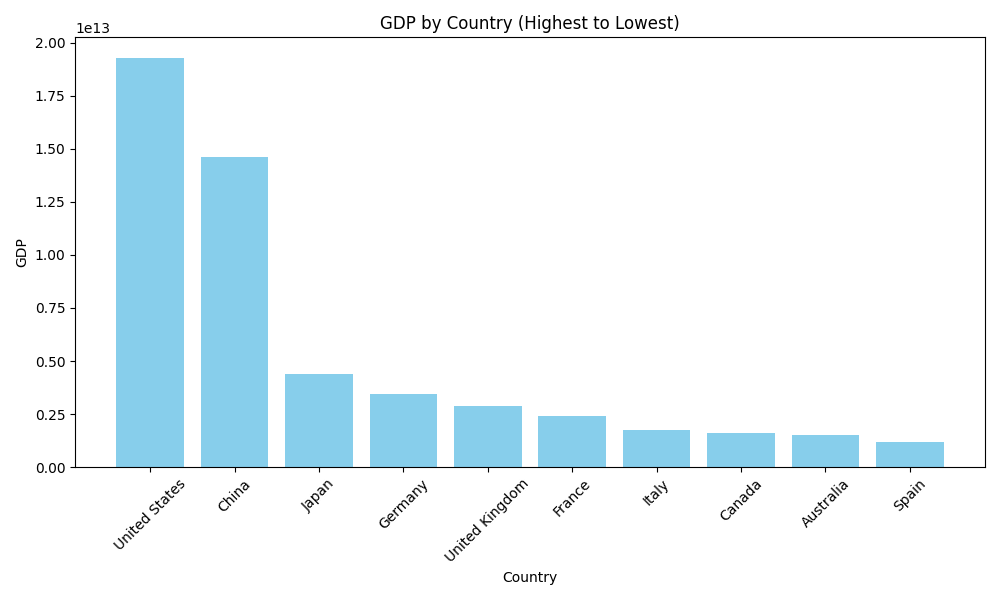 GDP by Country (Highest to Lowest)
1e13
2.00
1.75
1.50
1.25
1.00
0.75
0.50
0.25
0.00
GDP
United States
China
Japan
Germany
United Kingdom
France
Italy
Canada
Australia
Spain
Country